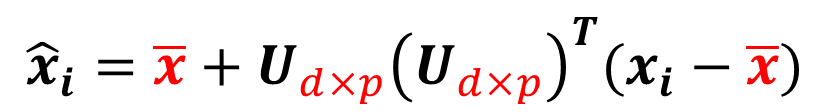 x̂ᵢ = x̄ + U_{d×p}(U_{d×p})ᵀ(xᵢ − x̄)